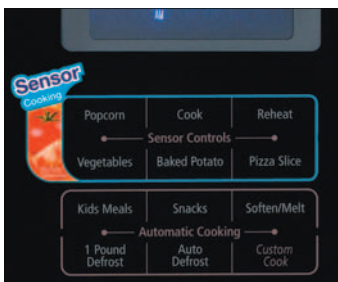 Sensor
Cooking
Popcorn Cook Reheat
Sensor Controls
Vegetables Baked Potato Pizza Slice
Kids Meals Snacks Soften/Melt
Automatic Cooking
1 Pound Auto Custom
Defrost Defrost Cook